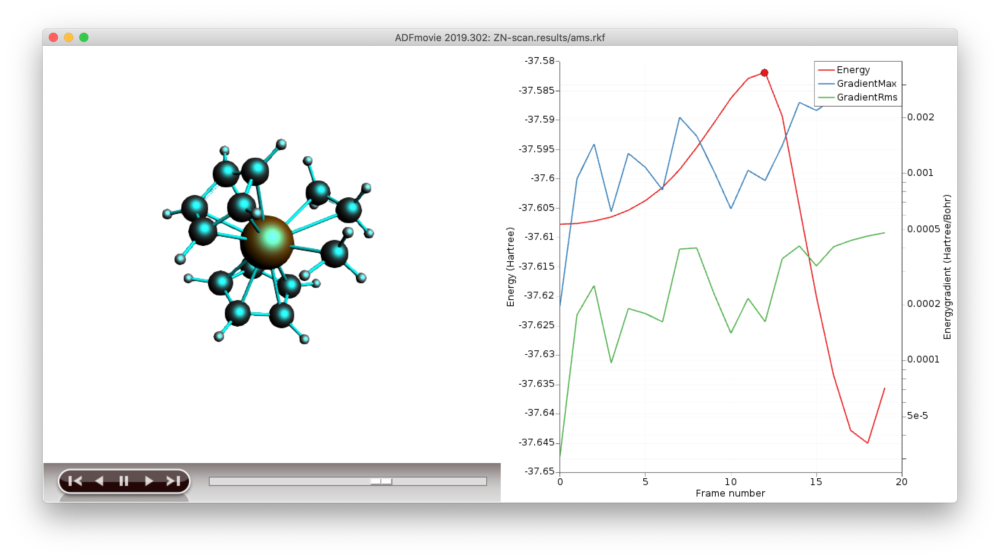 ADFmovie 2019.302: ZN-scan.results/ams.rkf
-37.58
-37.585
-37.59
-37.595
-37.6
-37.605
-37.61
-37.615
-37.62
-37.625
-37.63
-37.635
-37.64
-37.645
-37.65
Energy (Hartree)
Energy
GradientMax
GradientRms
0.002
0.001
0.0005
0.0002
0.0001
5e-5
Energygradient (Hartree/Bohr)
0 5 10 15 20
Frame number